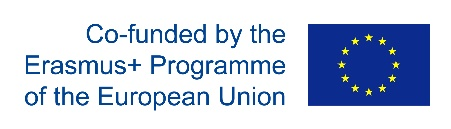 Co-funded by the
Erasmus+ Programme
of the European Union